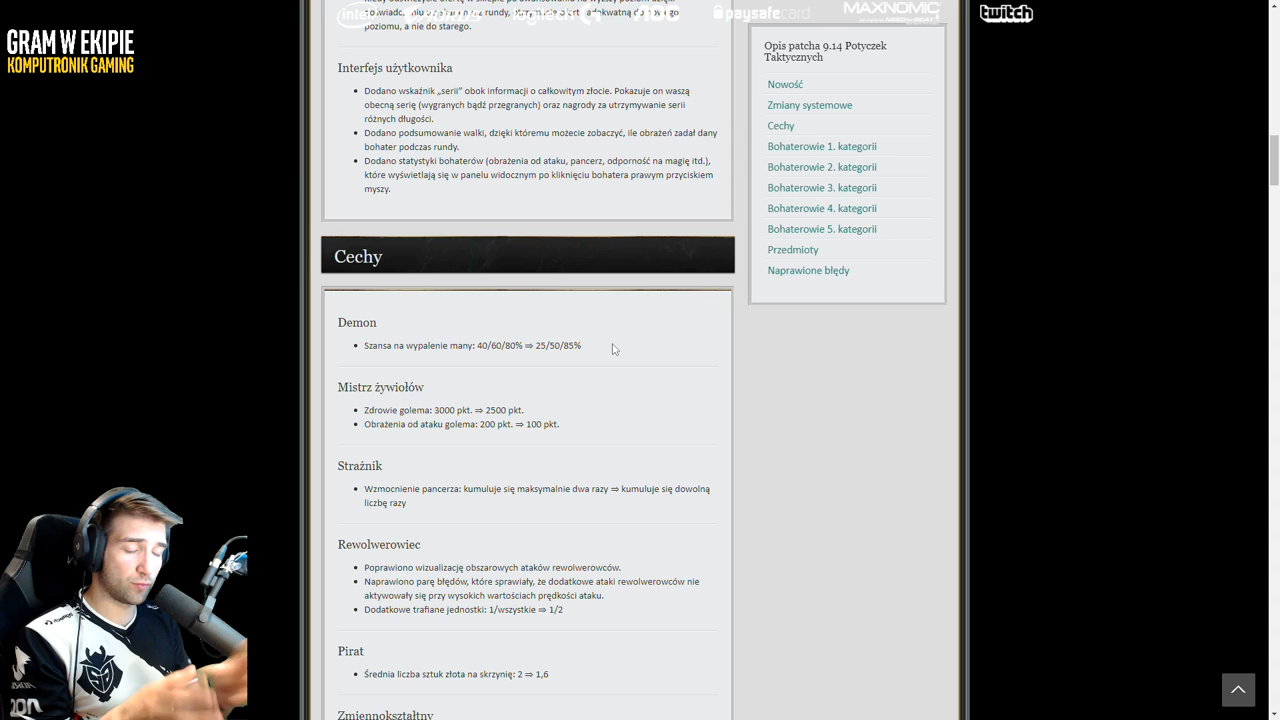 poziomu, a nie do starego.
intel
logitech G
paysafecard
MAXNOMIC
twitch
GRAM W EKIPIE
KOMPUTRONIK GAMING
Interfejs użytkownika
• Dodano wskaźnik „serii” obok informacji o całkowitym złocie. Pokazuje on waszą
obecną serię (wygranych bądź przegranych) oraz nagrody za utrzymywanie serii
różnych długości.
• Dodano podsumowanie walki, dzięki któremu możecie zobaczyć, ile obrażeń zadał dany
bohater podczas rundy.
• Dodano statystyki bohaterów (obrażenia od ataku, pancerz, odporność na magię itd.),
które wyświetlają się w panelu widocznym po kliknięciu bohatera prawym przyciskiem
myszy.
Cechy
Demon
• Szansa na wypalenie many: 40/60/80% ⇒ 25/50/85%
Mistrz żywiołów
• Zdrowie golema: 3000 pkt. ⇒ 2500 pkt.
• Obrażenia od ataku golema: 200 pkt. ⇒ 100 pkt.
Strażnik
• Wzmocnienie pancerza: kumuluje się maksymalnie dwa razy ⇒ kumuluje się dowolną
liczbę razy
Rewolwerowiec
• Poprawiono wizualizację obszarowych ataków rewolwerowców.
• Naprawiono parę błędów, które sprawiały, że dodatkowe ataki rewolwerowców nie
aktywowały się przy wysokich wartościach prędkości ataku.
• Dodatkowe trafiane jednostki: 1/wszystkie ⇒ 1/2
Pirat
• Średnia liczba sztuk złota na skrzynię: 2 ⇒ 1,6
Zmiennokształtny
Opis patcha 9.14 Potyczek
Taktycznych
Nowość
Zmiany systemowe
Cechy
Bohaterowie 1. kategorii
Bohaterowie 2. kategorii
Bohaterowie 3. kategorii
Bohaterowie 4. kategorii
Bohaterowie 5. kategorii
Przedmioty
Naprawione błędy